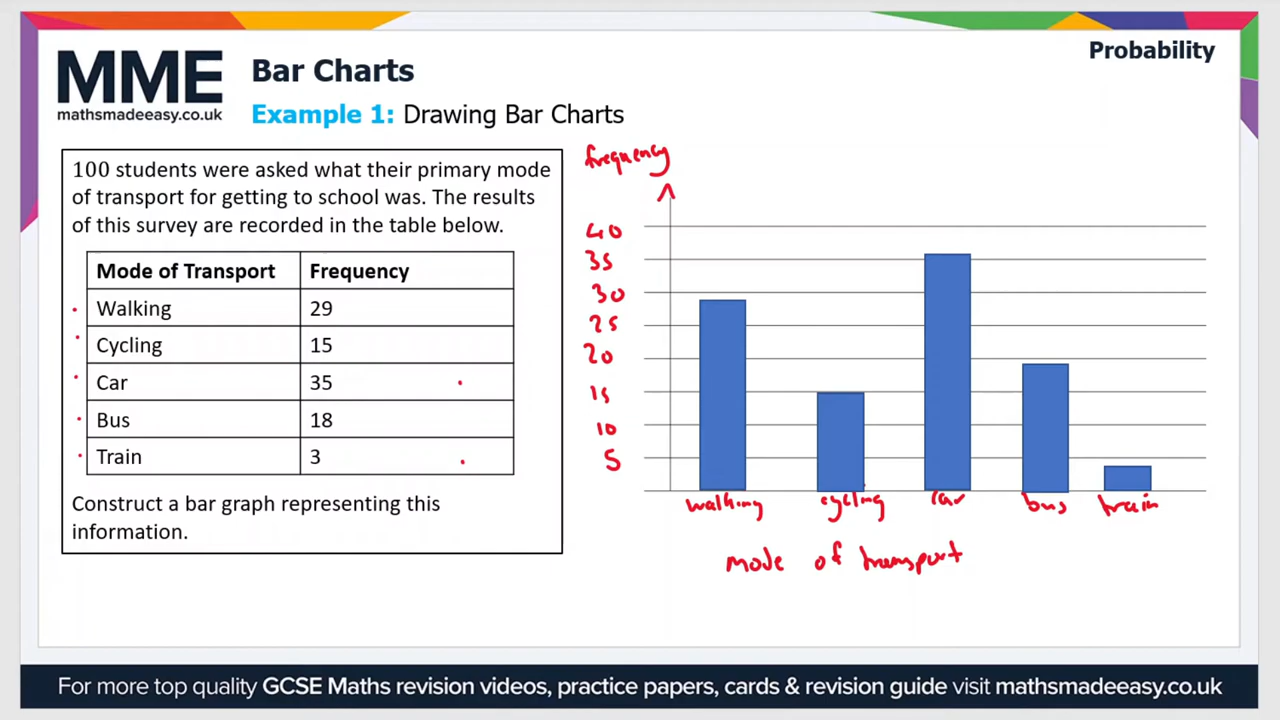 Probability
MME
mathsmadeeasy.co.uk
Bar Charts
Example 1: Drawing Bar Charts
100 students were asked what their primary mode
of transport for getting to school was. The results
of this survey are recorded in the table below.
Mode of Transport Frequency
Walking 29
Cycling 15
Car 35
Bus 18
Train 3
Construct a bar graph representing this
information.
frequency
40
35
30
25
20
15
10
5
walking cycling car bus train
mode of transport
For more top quality GCSE Maths revision videos, practice papers, cards & revision guide visit mathsmadeeasy.co.uk